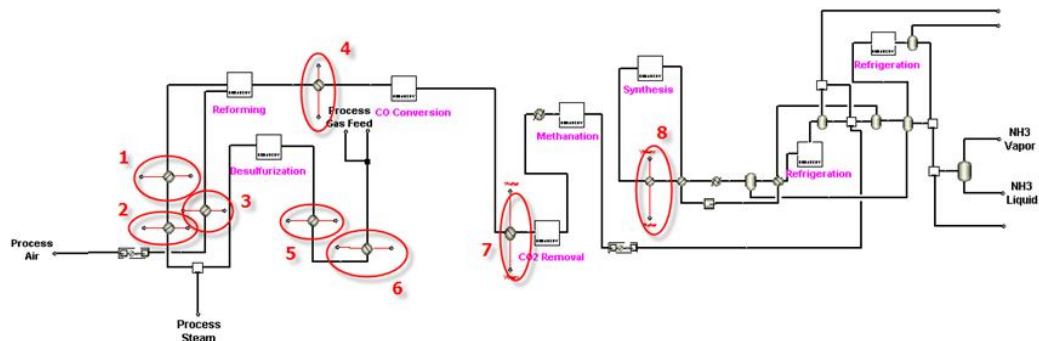 4
Refrigeration
Reforming
CO Conversion
Process
Gas Feed
Synthesis
Methanation
8
1
Desulfurization
Refrigeration
NH3
Vapor
2
3
NH3
Liquid
Process
Air
5
6
7
CO2 Removal
Process
Steam